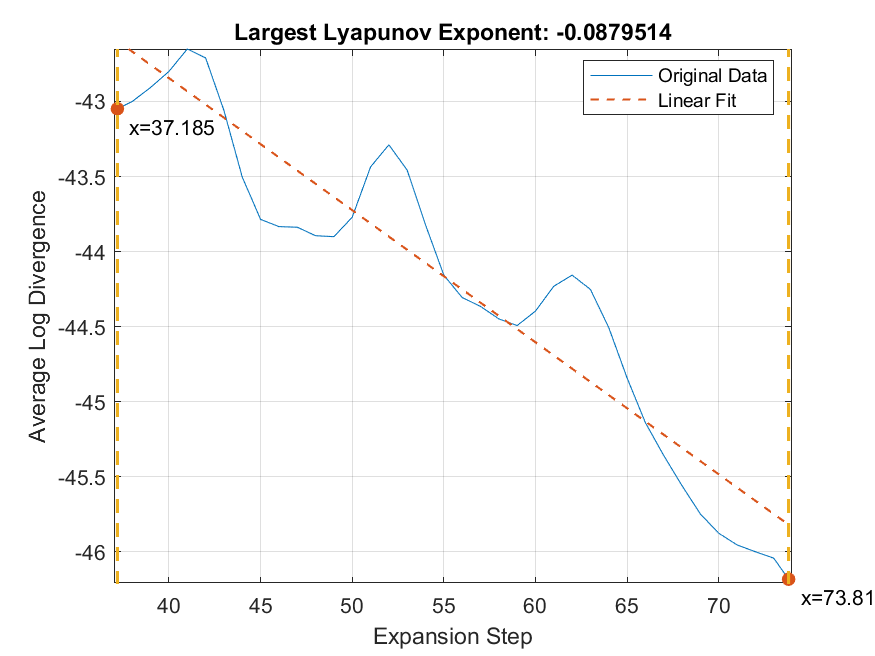 Largest Lyapunov Exponent: -0.0879514
Original Data
Linear Fit
-43
-43.5
-44
-44.5
-45
-45.5
-46
Average Log Divergence
x=37.185
x=73.81
40 45 50 55 60 65 70
Expansion Step